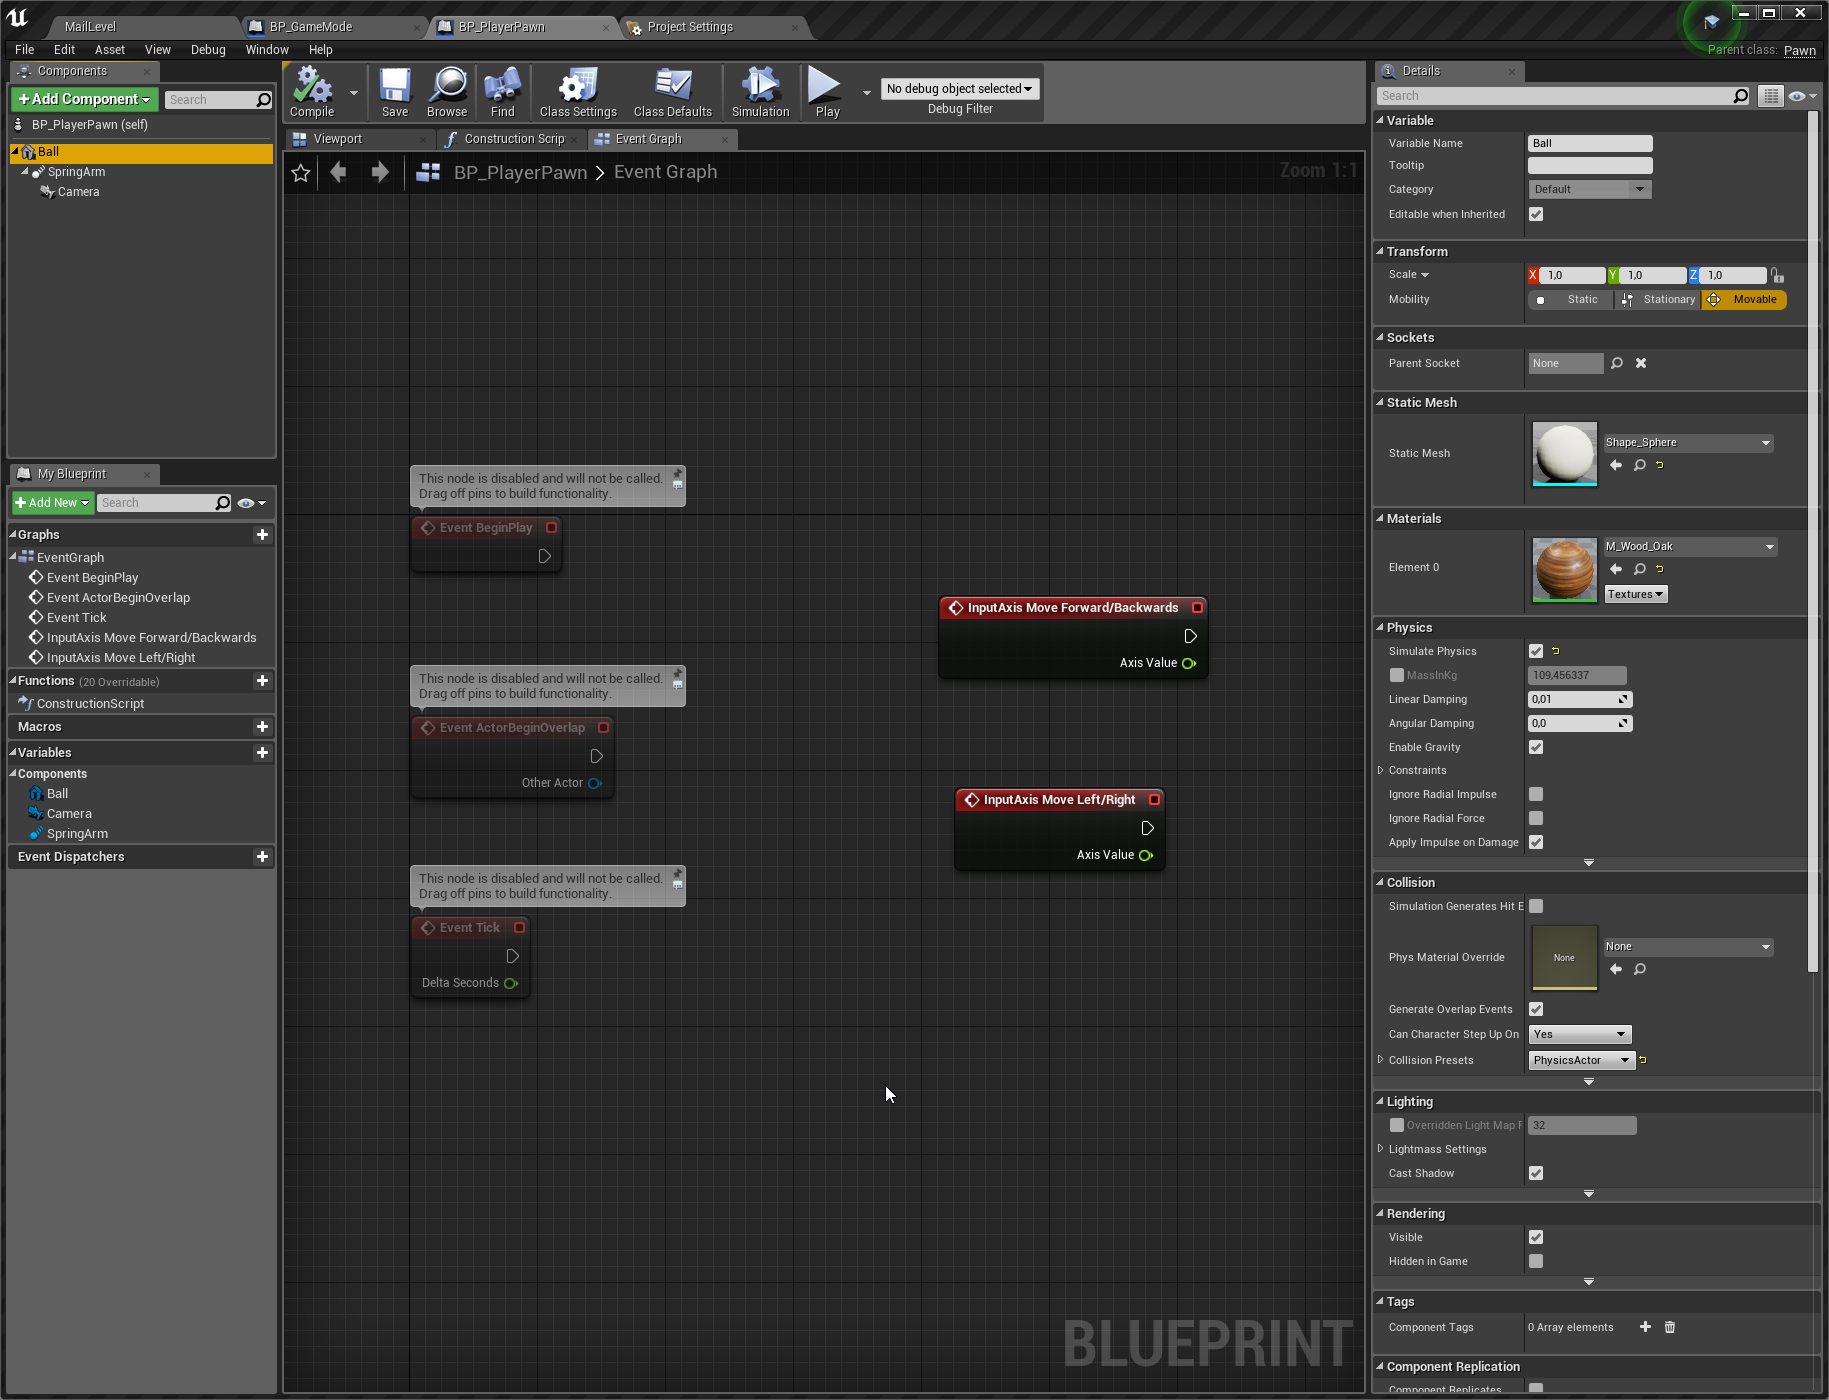 MailLevel
BP_GameMode
BP_PlayerPawn
Project Settings
File Edit Asset View Debug Window Help
Parent class: Pawn
Components
Add Component
Search
BP_PlayerPawn (self)
Ball
SpringArm
Camera
My Blueprint
Add New
Search
Graphs
EventGraph
Event BeginPlay
Event ActorBeginOverlap
Event Tick
InputAxis Move Forward/Backwards
InputAxis Move Left/Right
Functions (20 Overridable)
ConstructionScript
Macros
Variables
Components
Ball
Camera
SpringArm
Event Dispatchers
Compile
Save
Browse
Find
Class Settings
Class Defaults
Simulation
Play
No debug object selected
Debug Filter
Viewport
Construction Scrip
Event Graph
BP_PlayerPawn > Event Graph
Zoom 1:1
This node is disabled and will not be called.
Drag off pins to build functionality.
Event BeginPlay
InputAxis Move Forward/Backwards
Axis Value
This node is disabled and will not be called.
Drag off pins to build functionality.
Event ActorBeginOverlap
Other Actor
InputAxis Move Left/Right
Axis Value
This node is disabled and will not be called.
Drag off pins to build functionality.
Event Tick
Delta Seconds
BLUEPRINT
Details
Search
Variable
Variable Name Ball
Tooltip
Category Default
Editable when Inherited
Transform
Scale X 1,0 Y 1,0 Z 1,0
Mobility Static Stationary Movable
Sockets
Parent Socket None
Static Mesh
Static Mesh Shape_Sphere
Materials
Element 0 M_Wood_Oak
Textures
Physics
Simulate Physics
MassInKg 109,456337
Linear Damping 0,01
Angular Damping 0,0
Enable Gravity
Constraints
Ignore Radial Impulse
Ignore Radial Force
Apply Impulse on Damage
Collision
Simulation Generates Hit E
Phys Material Override None None
Generate Overlap Events
Can Character Step Up On Yes
Collision Presets PhysicsActor
Lighting
Overridden Light Map F 32
Lightmass Settings
Cast Shadow
Rendering
Visible
Hidden in Game
Tags
Component Tags 0 Array elements
Component Replication
Component Replicates